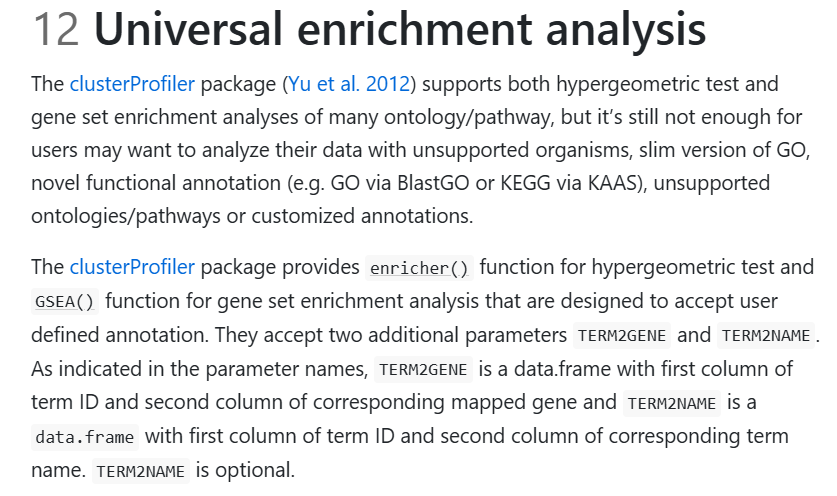 12 Universal enrichment analysis
The clusterProfiler package (Yu et al. 2012) supports both hypergeometric test and
gene set enrichment analyses of many ontology/pathway, but it’s still not enough for
users may want to analyze their data with unsupported organisms, slim version of GO,
novel functional annotation (e.g. GO via BlastGO or KEGG via KAAS), unsupported
ontologies/pathways or customized annotations.
The clusterProfiler package provides enricher() function for hypergeometric test and
GSEA() function for gene set enrichment analysis that are designed to accept user
defined annotation. They accept two additional parameters TERM2GENE and TERM2NAME.
As indicated in the parameter names, TERM2GENE is a data.frame with first column of
term ID and second column of corresponding mapped gene and TERM2NAME is a
data.frame with first column of term ID and second column of corresponding term
name. TERM2NAME is optional.